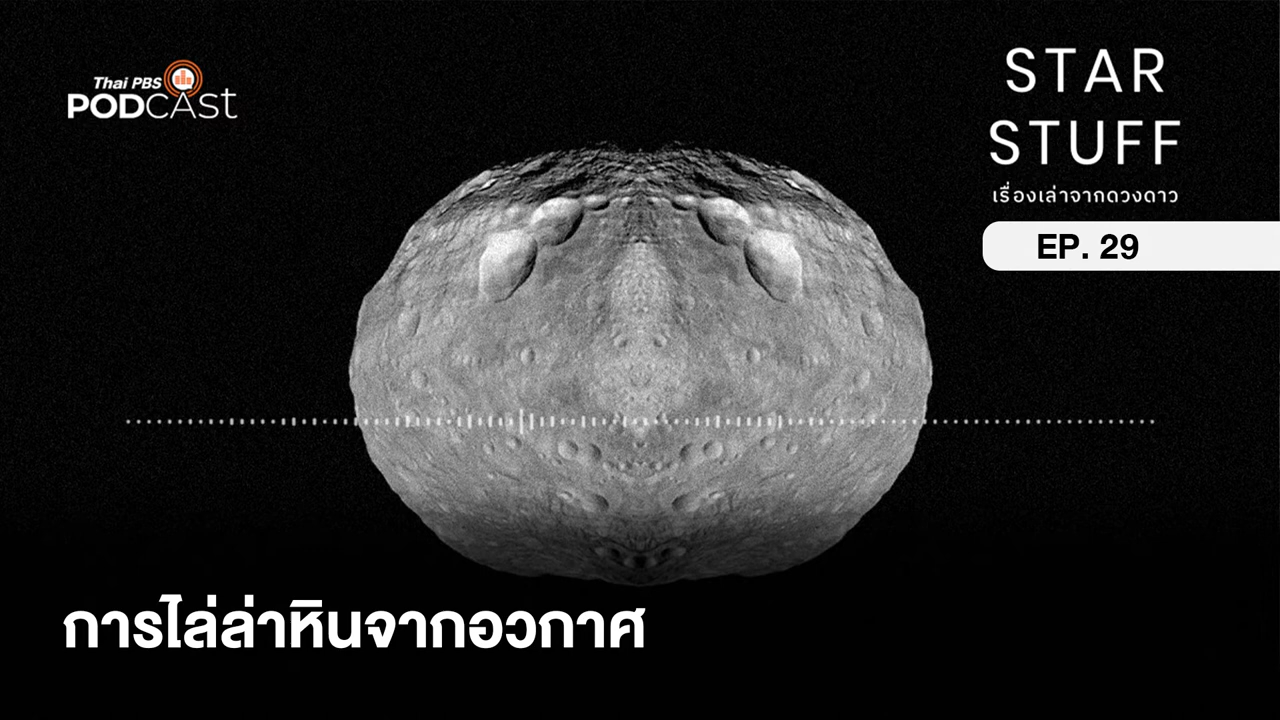 Thai PBS
PODCAST
STAR
STUFF
เรื่องเล่าจากดวงดาว
EP. 29
การไล่ล่าหินจากอวกาศ